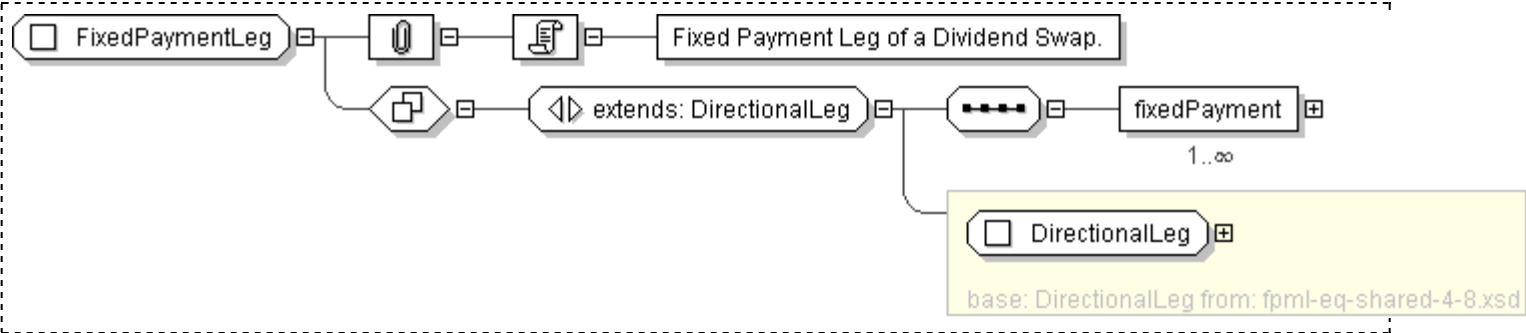 FixedPaymentLeg
Fixed Payment Leg of a Dividend Swap.
extends: DirectionalLeg
fixedPayment
1..∞
DirectionalLeg
base: DirectionalLeg from: fpml-eq-shared-4-8.xsd